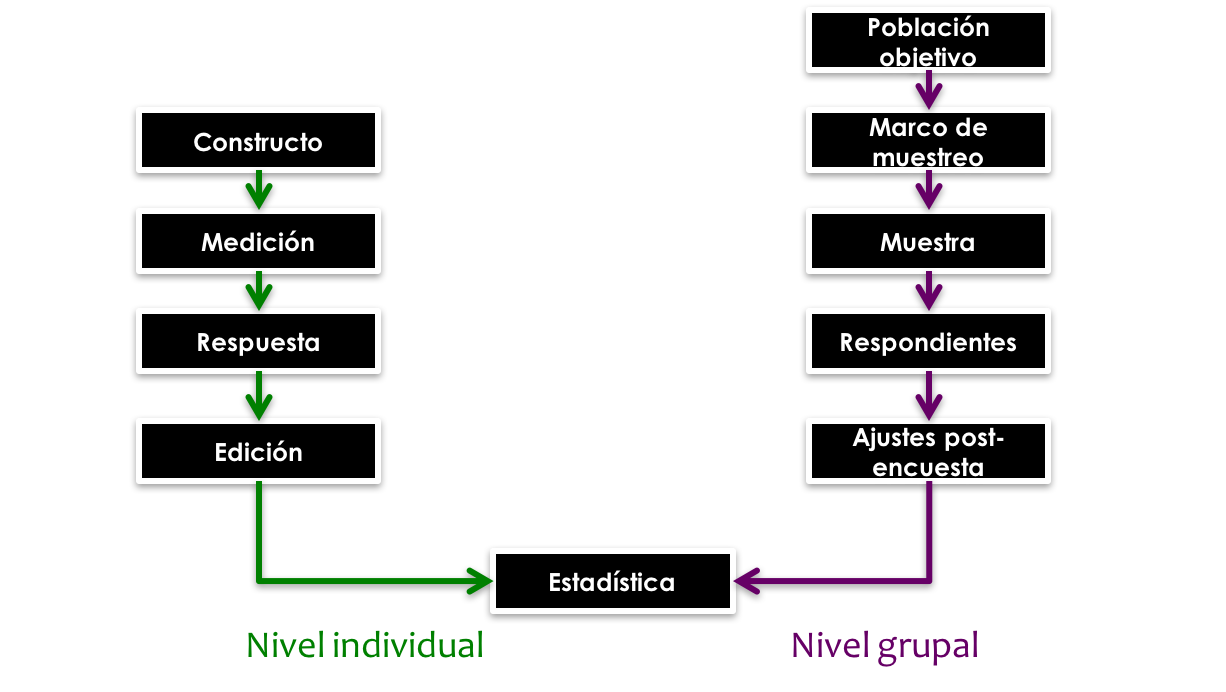 Constructo
Medición
Respuesta
Edición
Población
objetivo
Marco de
muestreo
Muestra
Respondientes
Ajustes post-
encuesta
Estadística
Nivel individual
Nivel grupal